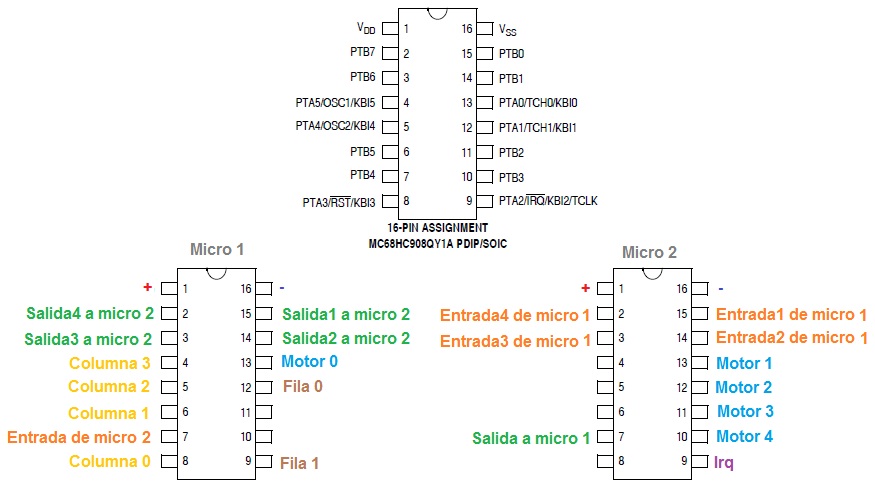 VDD 1 16 VSS
PTB7 2 15 PTB0
PTB6 3 14 PTB1
PTA5/OSC1/KBI5 4 13 PTA0/TCH0/KBI0
PTA4/OSC2/KBI4 5 12 PTA1/TCH1/KBI1
PTB5 6 11 PTB2
PTB4 7 10 PTB3
PTA3/RST/KBI3 8 9 PTA2/IRQ/KBI2/TCLK
16-PIN ASSIGNMENT
MC68HC908QY1A PDIP/SOIC
Micro 1
+ 1 16 -
Salida4 a micro 2 2 15 Salida1 a micro 2
Salida3 a micro 2 3 14 Salida2 a micro 2
Columna 3 4 13 Motor 0
Columna 2 5 12 Fila 0
Columna 1 6 11
Entrada de micro 2 7 10
Columna 0 8 9 Fila 1
Micro 2
+ 1 16 -
Entrada4 de micro 1 2 15 Entrada1 de micro 1
Entrada3 de micro 1 3 14 Entrada2 de micro 1
4 13 Motor 1
5 12 Motor 2
6 11 Motor 3
Salida a micro 1 7 10 Motor 4
8 9 Irq